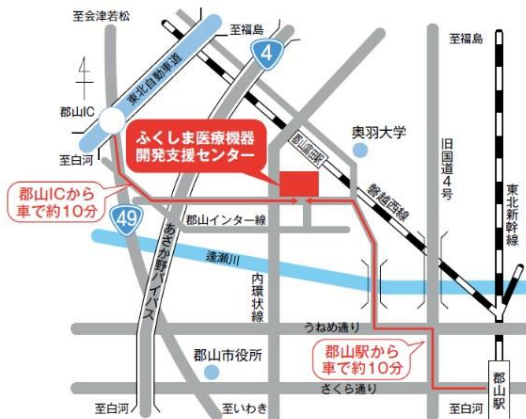 至会津若松
至福島
至福島
4
東北自動車道
郡山IC
ふくしま医療機器
開発支援センター
奥羽大学
郡山富田駅
旧国道4号
至白河
磐越西線
東北新幹線
郡山ICから
車で約10分
49
郡山インター線
あさか野バイパス
逢瀬川
内環状線
うねめ通り
郡山駅から
車で約10分
郡山市役所
さくら通り
郡山駅
至白河
至いわき
至白河